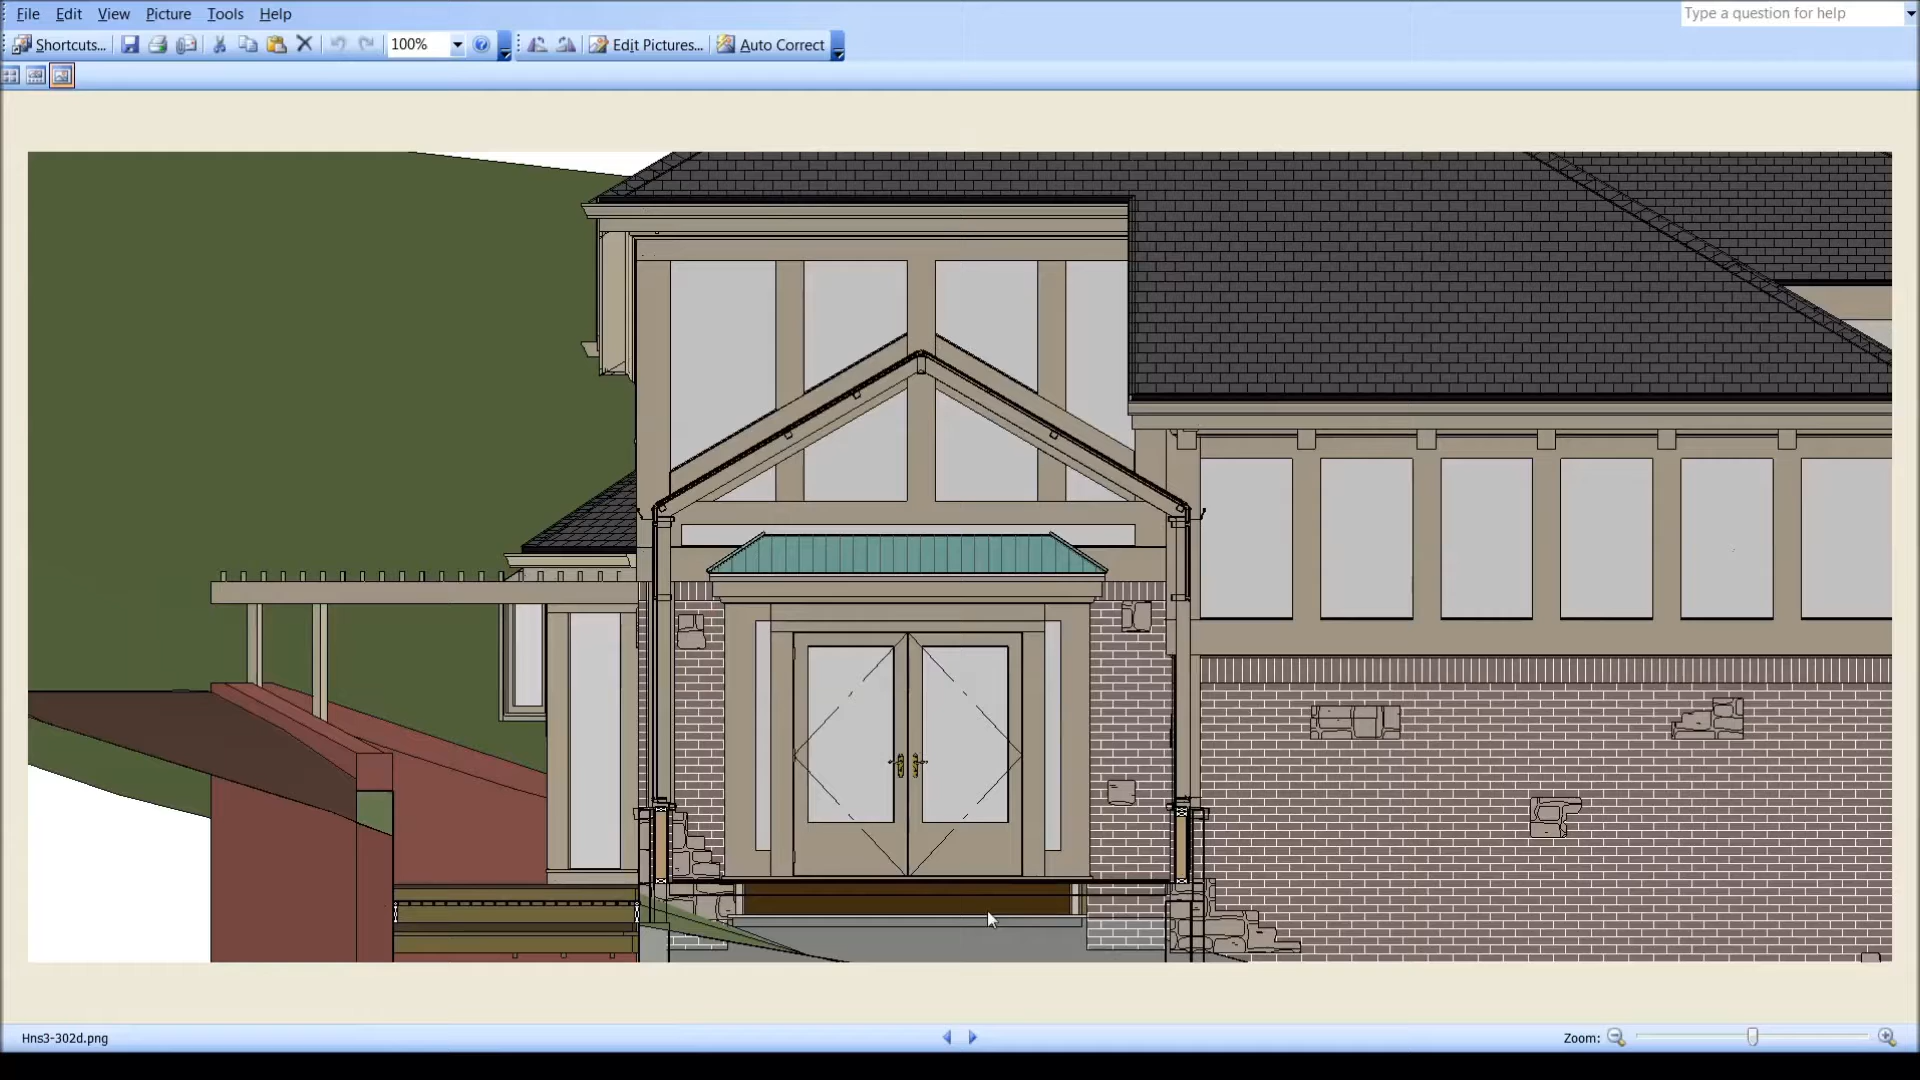 File Edit View Picture Tools Help
Type a question for help
Shortcuts... 100% Edit Pictures... Auto Correct
Hns3-302d.png
Zoom: